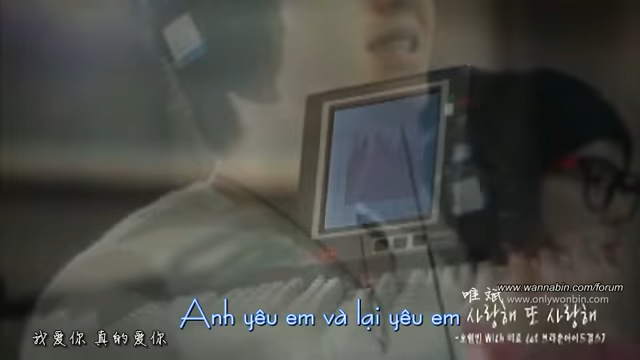 www.wannabin.com/forum
唯斌
www.onlywonbin.com
사랑해 또 사랑해
Anh yêu em và lại yêu em
我爱你 真的爱你